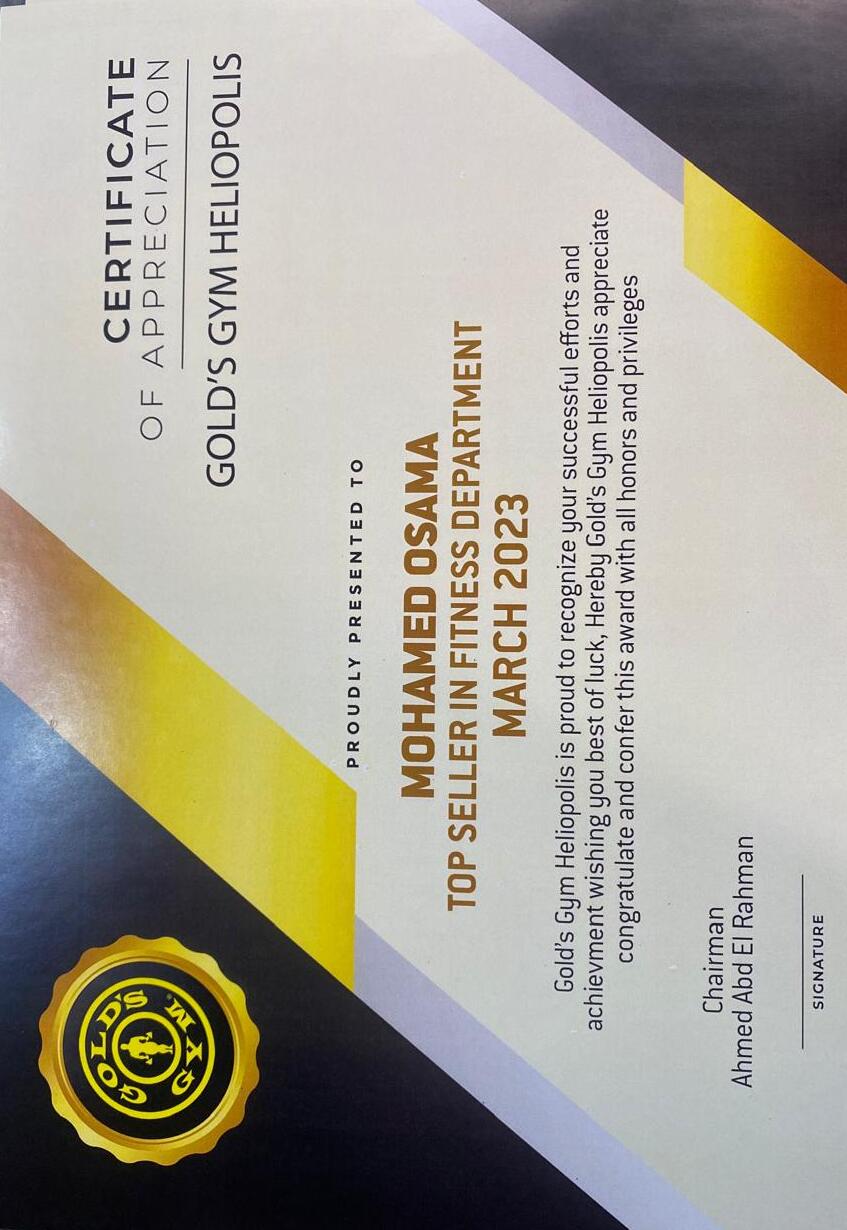 GOLD'S
GYM
CERTIFICATE
OF APPRECIATION
GOLD'S GYM HELIOPOLIS
PROUDLY PRESENTED TO
MOHAMED OSAMA
TOP SELLER IN FITNESS DEPARTMENT
MARCH 2023
Gold's Gym Heliopolis is proud to recognize your successful efforts and
achievment wishing you best of luck, Hereby Gold's Gym Heliopolis appreciate
congratulate and confer this award with all honors and privileges
Chairman
Ahmed Abd El Rahman
SIGNATURE